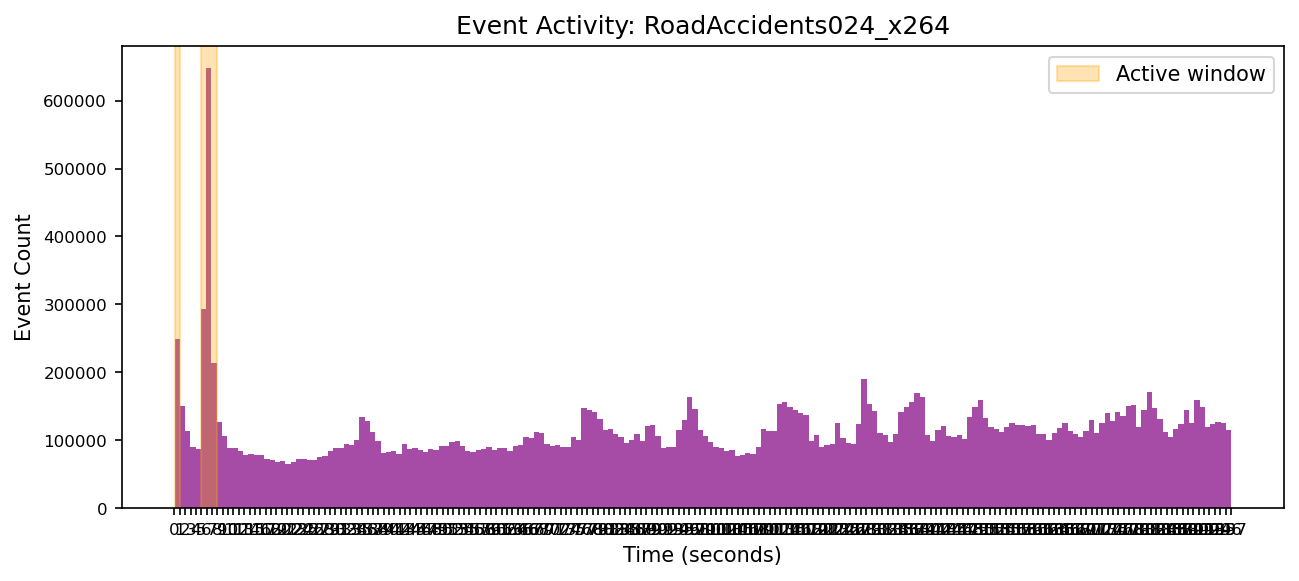 Event Activity: RoadAccidents024_x264
Active window
Event Count
600000
500000
400000
300000
200000
100000
0
Time (seconds)